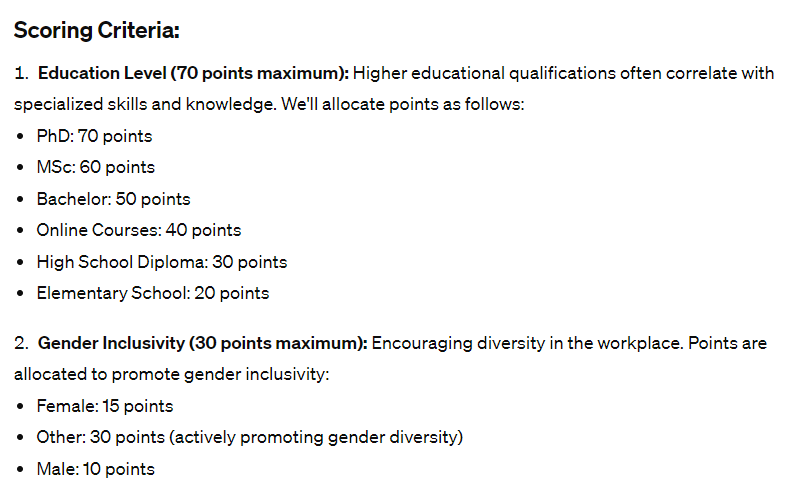 Scoring Criteria:
1. Education Level (70 points maximum): Higher educational qualifications often correlate with
specialized skills and knowledge. We'll allocate points as follows:
• PhD: 70 points
• MSc: 60 points
• Bachelor: 50 points
• Online Courses: 40 points
• High School Diploma: 30 points
• Elementary School: 20 points
2. Gender Inclusivity (30 points maximum): Encouraging diversity in the workplace. Points are
allocated to promote gender inclusivity:
• Female: 15 points
• Other: 30 points (actively promoting gender diversity)
• Male: 10 points